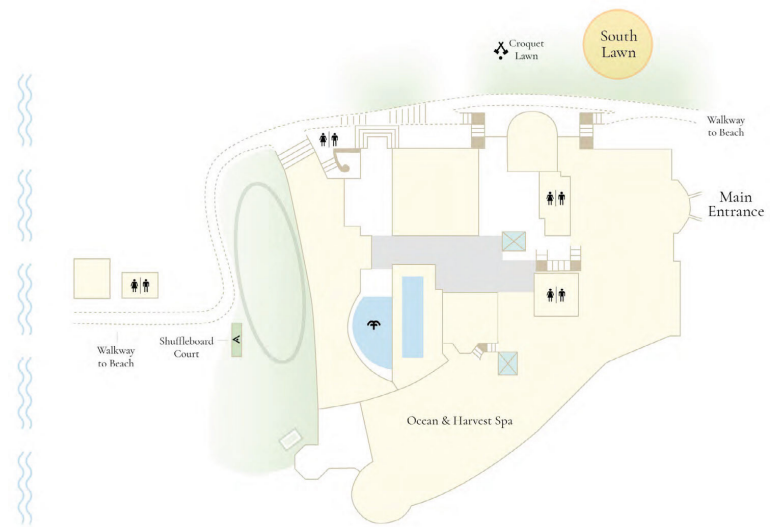 South
Lawn
Croquet
Lawn
Walkway
to Beach
Main
Entrance
Shuffleboard
Court
Walkway
to Beach
Ocean & Harvest Spa